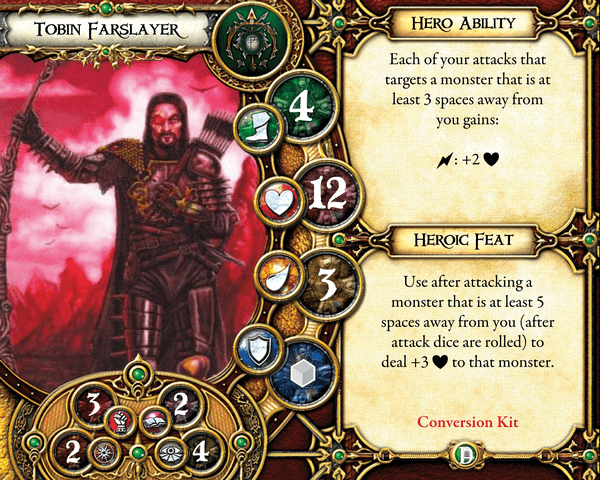 Tobin Farslayer
4
12
3
3 2
2 4
Hero Ability
Each of your attacks that
targets a monster that is at
least 3 spaces away from
you gains:
: +2
Heroic Feat
Use after attacking a
monster that is at least 5
spaces away from you (after
attack dice are rolled) to
deal +3 to that monster.
Conversion Kit
D